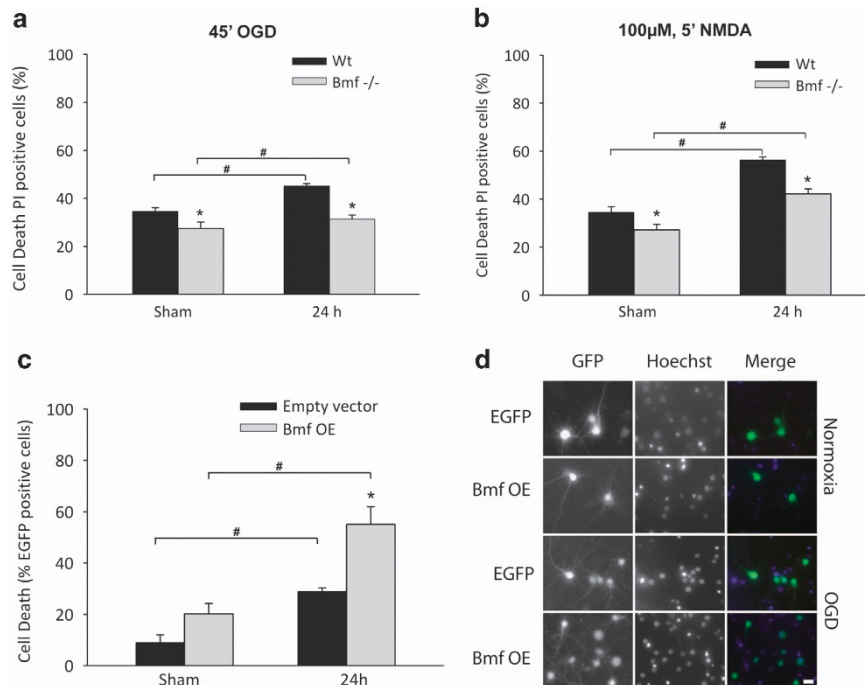 a
45' OGD
Wt
Bmf -/-
Cell Death PI positive cells (%)
100
80
60
40
20
0
#
#
*
*
Sham
24 h
b
100µM, 5' NMDA
Wt
Bmf -/-
Cell Death PI positive cells (%)
100
80
60
40
20
0
#
#
*
*
Sham
24 h
c
Empty vector
Bmf OE
Cell Death (% EGFP positive cells)
100
80
60
40
20
0
#
#
*
Sham
24h
d
GFP Hoechst Merge
EGFP
Bmf OE
Normoxia
EGFP
Bmf OE
OGD